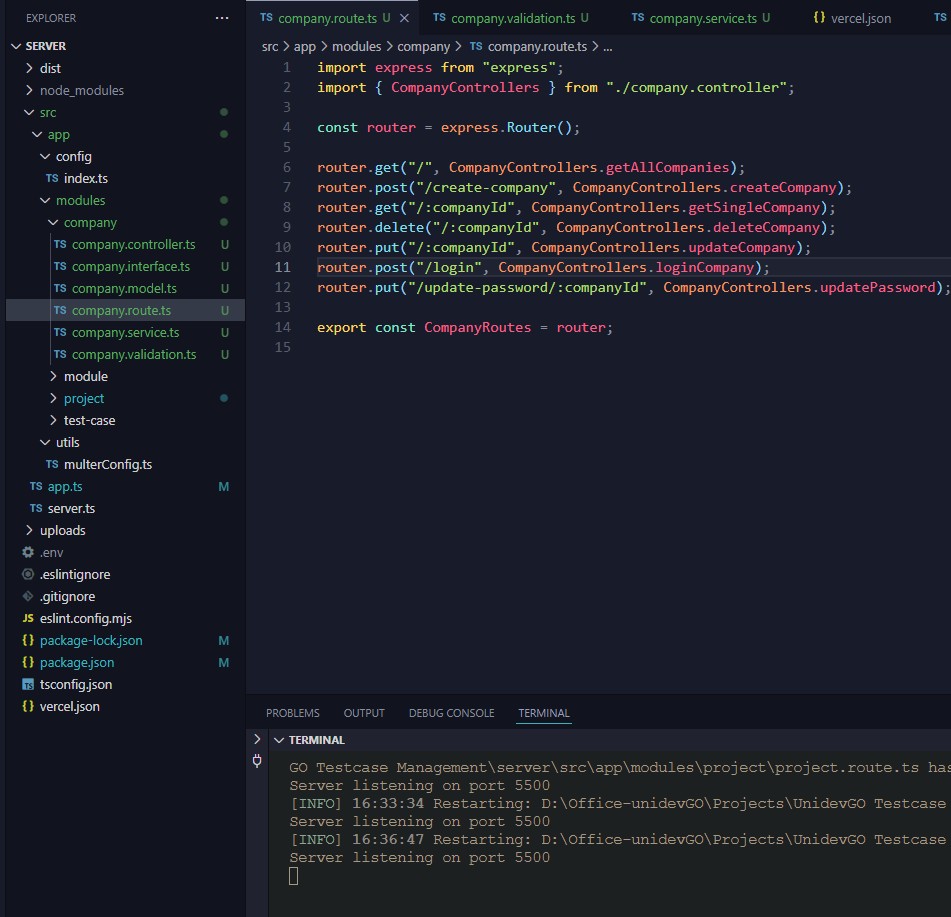 EXPLORER
SERVER
dist
node_modules
src
app
config
TS index.ts
modules
company
TS company.controller.ts U
TS company.interface.ts U
TS company.model.ts U
TS company.route.ts U
TS company.service.ts U
TS company.validation.ts U
module
project
test-case
utils
TS multerConfig.ts
TS app.ts M
TS server.ts
uploads
.env
.eslintignore
.gitignore
JS eslint.config.mjs
{} package-lock.json M
{} package.json M
TS tsconfig.json
{} vercel.json
TS company.route.ts U TS company.validation.ts U TS company.service.ts U {} vercel.json TS
src > app > modules > company > TS company.route.ts > ...
1 import express from "express";
2 import { CompanyControllers } from "./company.controller";
3
4 const router = express.Router();
5
6 router.get("/", CompanyControllers.getAllCompanies);
7 router.post("/create-company", CompanyControllers.createCompany);
8 router.get("/:companyId", CompanyControllers.getSingleCompany);
9 router.delete("/:companyId", CompanyControllers.deleteCompany);
10 router.put("/:companyId", CompanyControllers.updateCompany);
11 router.post("/login", CompanyControllers.loginCompany);
12 router.put("/update-password/:companyId", CompanyControllers.updatePassword);
13
14 export const CompanyRoutes = router;
15
PROBLEMS OUTPUT DEBUG CONSOLE TERMINAL
TERMINAL
GO Testcase Management\server\src\app\modules\project\project.route.ts has
Server listening on port 5500
[INFO] 16:33:34 Restarting: D:\Office-unidevGO\Projects\UnidevGO Testcase
Server listening on port 5500
[INFO] 16:36:47 Restarting: D:\Office-unidevGO\Projects\UnidevGO Testcase
Server listening on port 5500